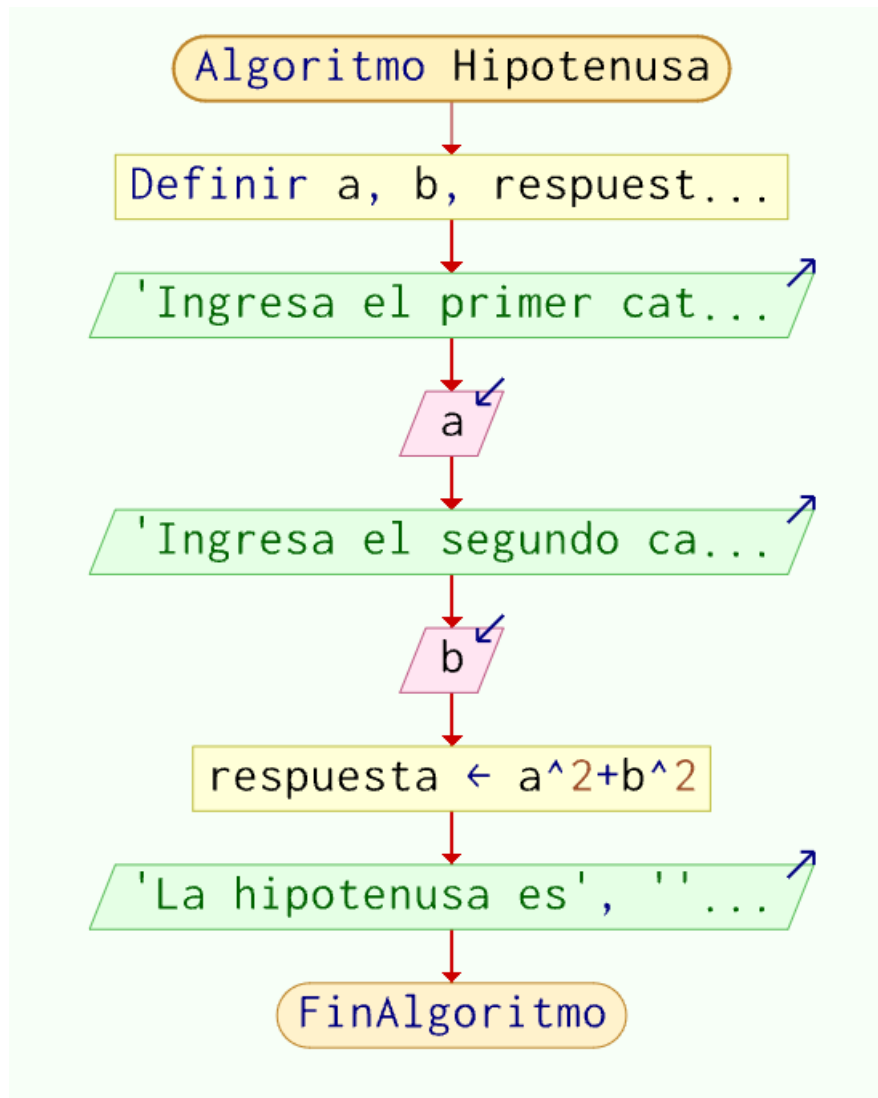 Algoritmo Hipotenusa
Definir a, b, respuest...
'Ingresa el primer cat...
a
'Ingresa el segundo ca...
b
respuesta ← a^2+b^2
'La hipotenusa es', ''...
FinAlgoritmo